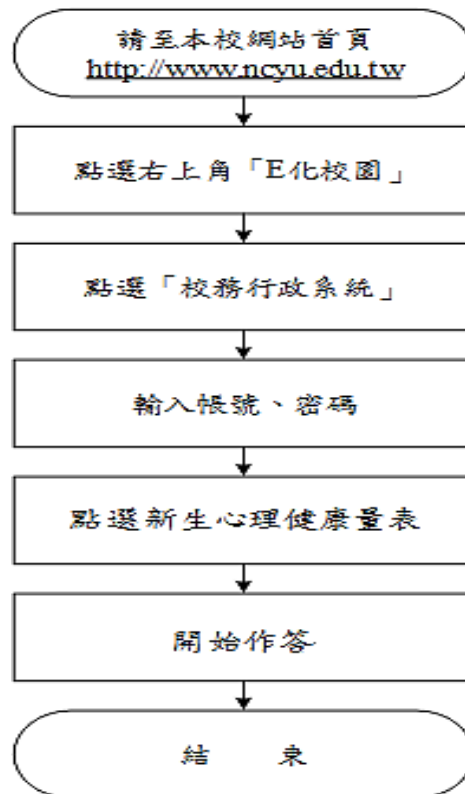 請至本校網站首頁
http://www.ncyu.edu.tw
點選右上角「E化校園」
點選「校務行政系統」
輸入帳號、密碼
點選新生心理健康量表
開始作答
結 束